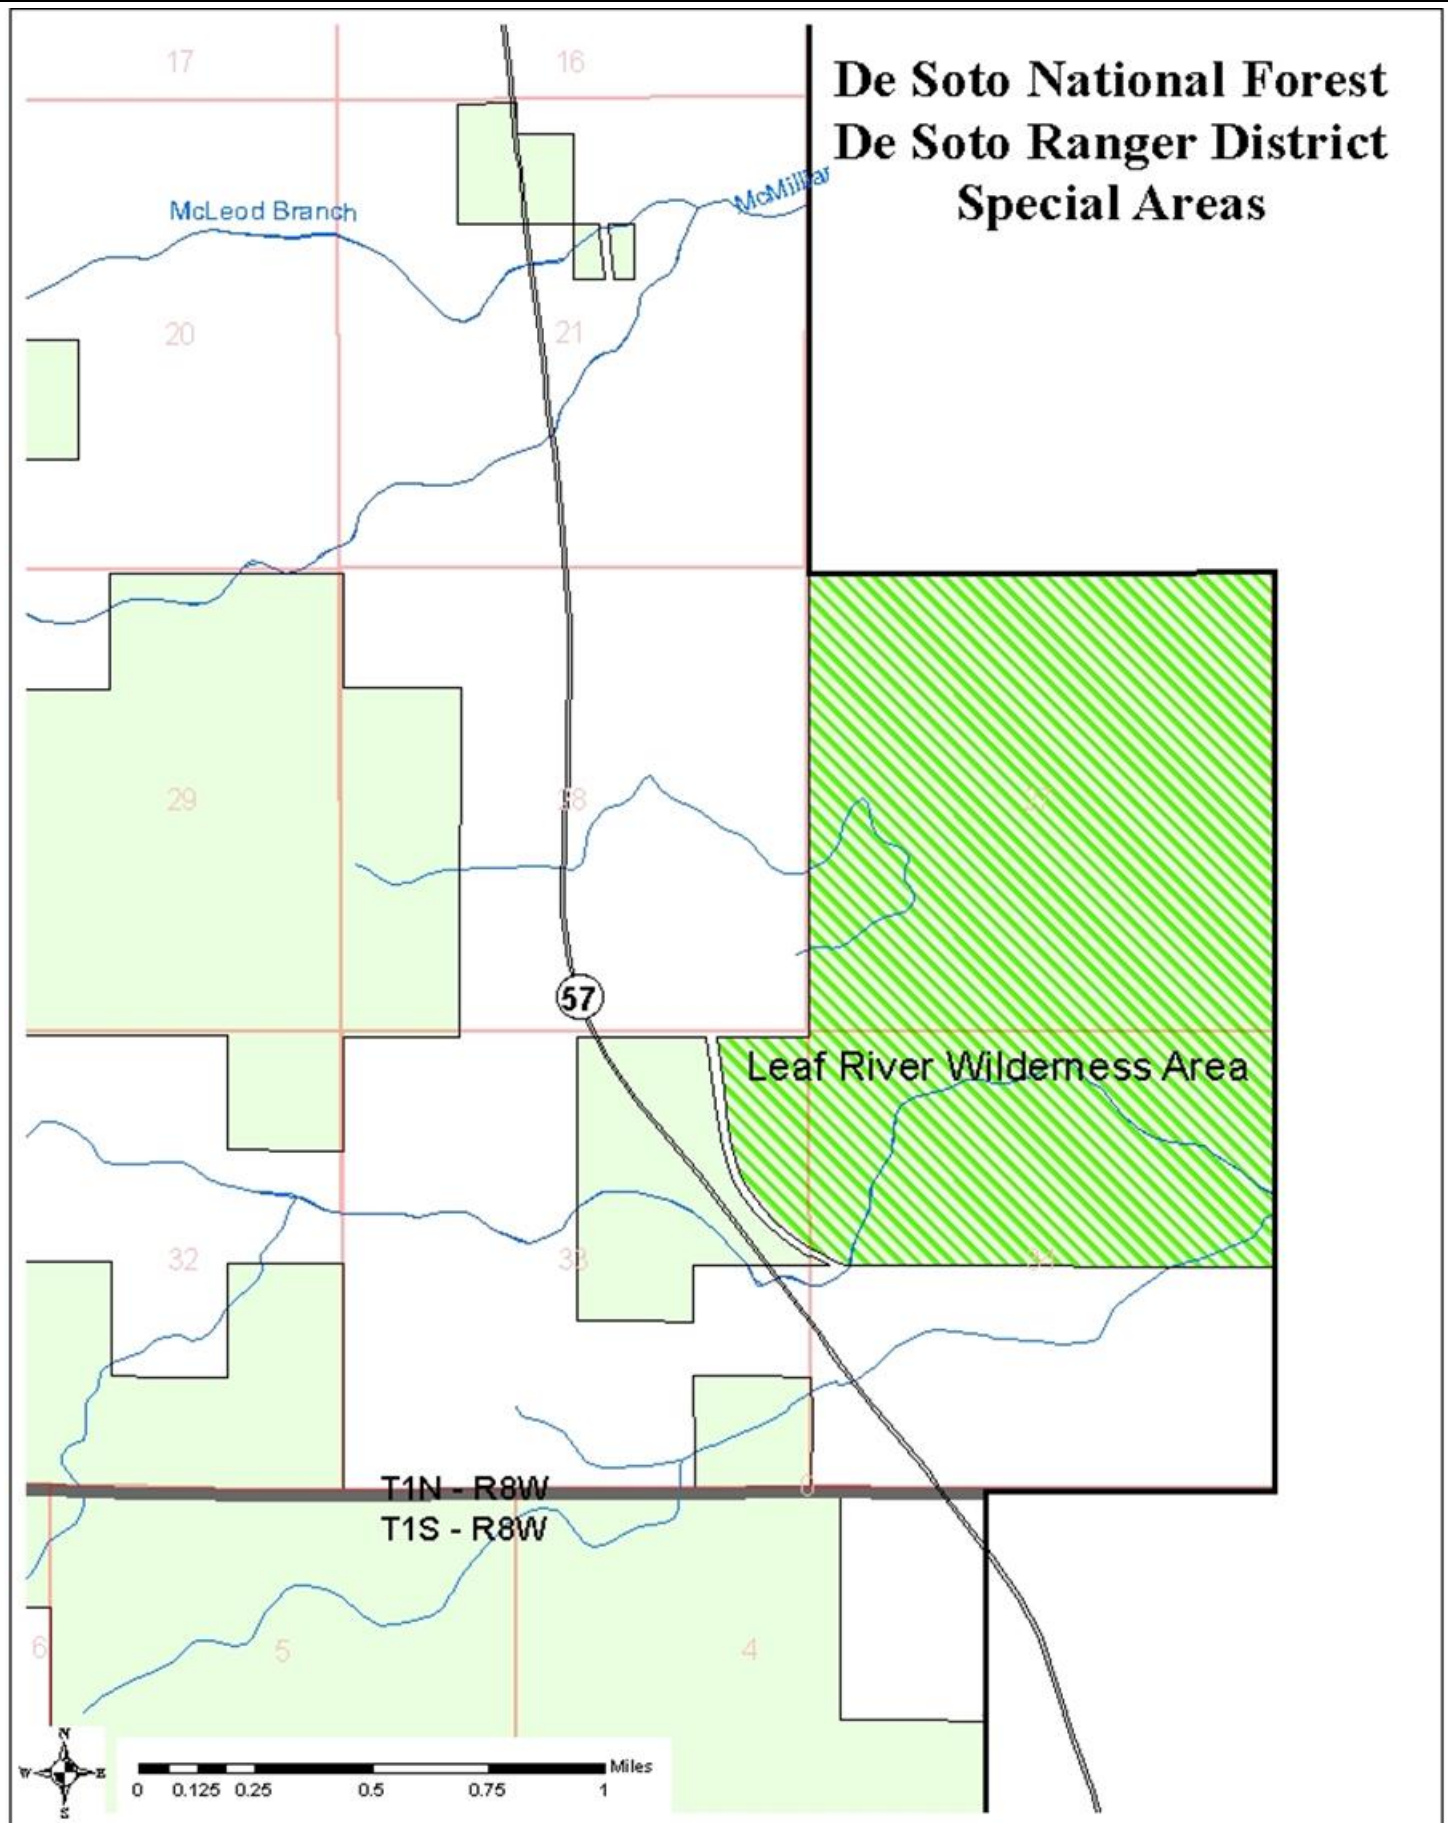 De Soto National Forest
De Soto Ranger District
Special Areas
17
16
McLeod Branch
20
21
29
57
Leaf River Wilderness Area
32
33
T1N - R8W
T1S - R8W
6
5
4
N
W
E
S
0
0.125
0.25
0.5
0.75
1
Miles